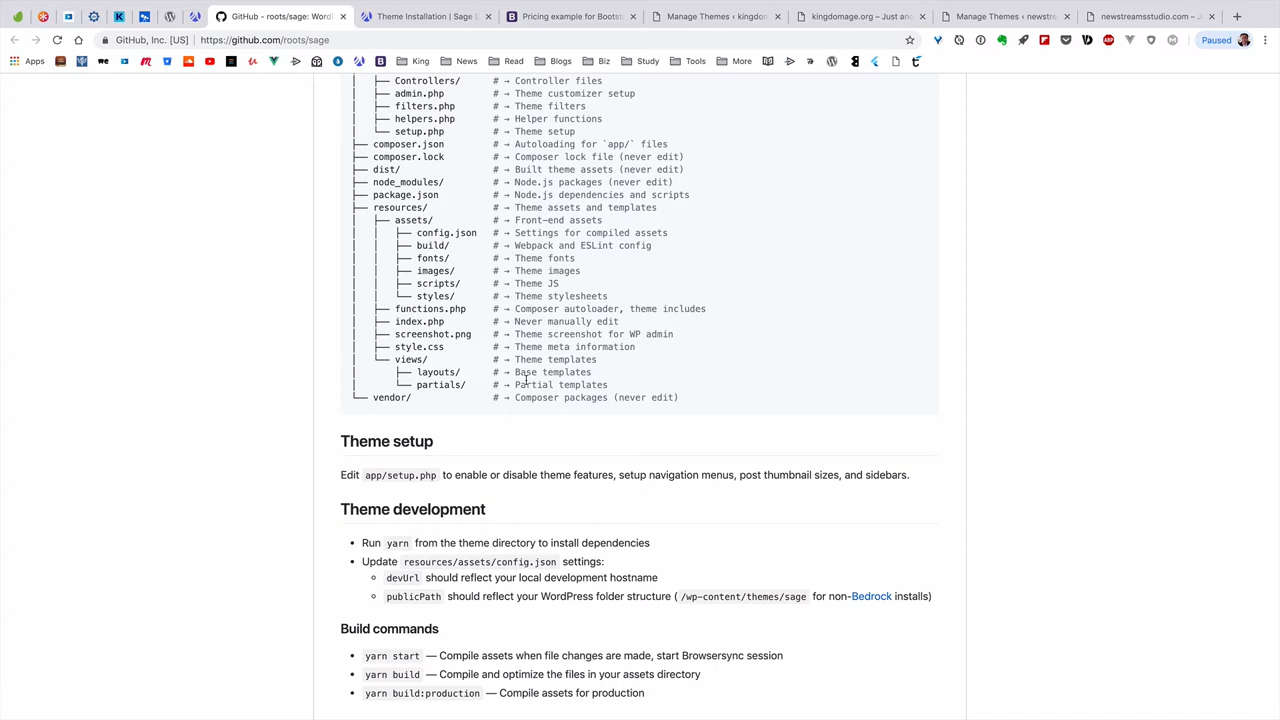 GitHub - roots/sage: WordP
Theme Installation | Sage D
Pricing example for Bootst
Manage Themes ‹ kingdo
kingdomage.org – Just and
Manage Themes ‹ newstre
newstreamsstudio.com – J
GitHub, Inc. [US] | https://github.com/roots/sage
Paused
Apps
King
News
Read
Blogs
Biz
Study
Tools
More
│ ├── Controllers/ # → Controller files
│ ├── admin.php # → Theme customizer setup
│ ├── filters.php # → Theme filters
│ ├── helpers.php # → Helper functions
│ └── setup.php # → Theme setup
├── composer.json # → Autoloading for `app/` files
├── composer.lock # → Composer lock file (never edit)
├── dist/ # → Built theme assets (never edit)
├── node_modules/ # → Node.js packages (never edit)
├── package.json # → Node.js dependencies and scripts
├── resources/ # → Theme assets and templates
│ ├── assets/ # → Front-end assets
│ │ ├── config.json # → Settings for compiled assets
│ │ ├── build/ # → Webpack and ESLint config
│ │ ├── fonts/ # → Theme fonts
│ │ ├── images/ # → Theme images
│ │ ├── scripts/ # → Theme JS
│ │ └── styles/ # → Theme stylesheets
│ ├── functions.php # → Composer autoloader, theme includes
│ ├── index.php # → Never manually edit
│ ├── screenshot.png # → Theme screenshot for WP admin
│ ├── style.css # → Theme meta information
│ └── views/ # → Theme templates
│ ├── layouts/ # → Base templates
│ └── partials/ # → Partial templates
└── vendor/ # → Composer packages (never edit)
Theme setup
Edit app/setup.php to enable or disable theme features, setup navigation menus, post thumbnail sizes, and sidebars.
Theme development
• Run yarn from the theme directory to install dependencies
• Update resources/assets/config.json settings:
◦ devUrl should reflect your local development hostname
◦ publicPath should reflect your WordPress folder structure ( /wp-content/themes/sage for non-Bedrock installs)
Build commands
• yarn start — Compile assets when file changes are made, start Browsersync session
• yarn build — Compile and optimize the files in your assets directory
• yarn build:production — Compile assets for production